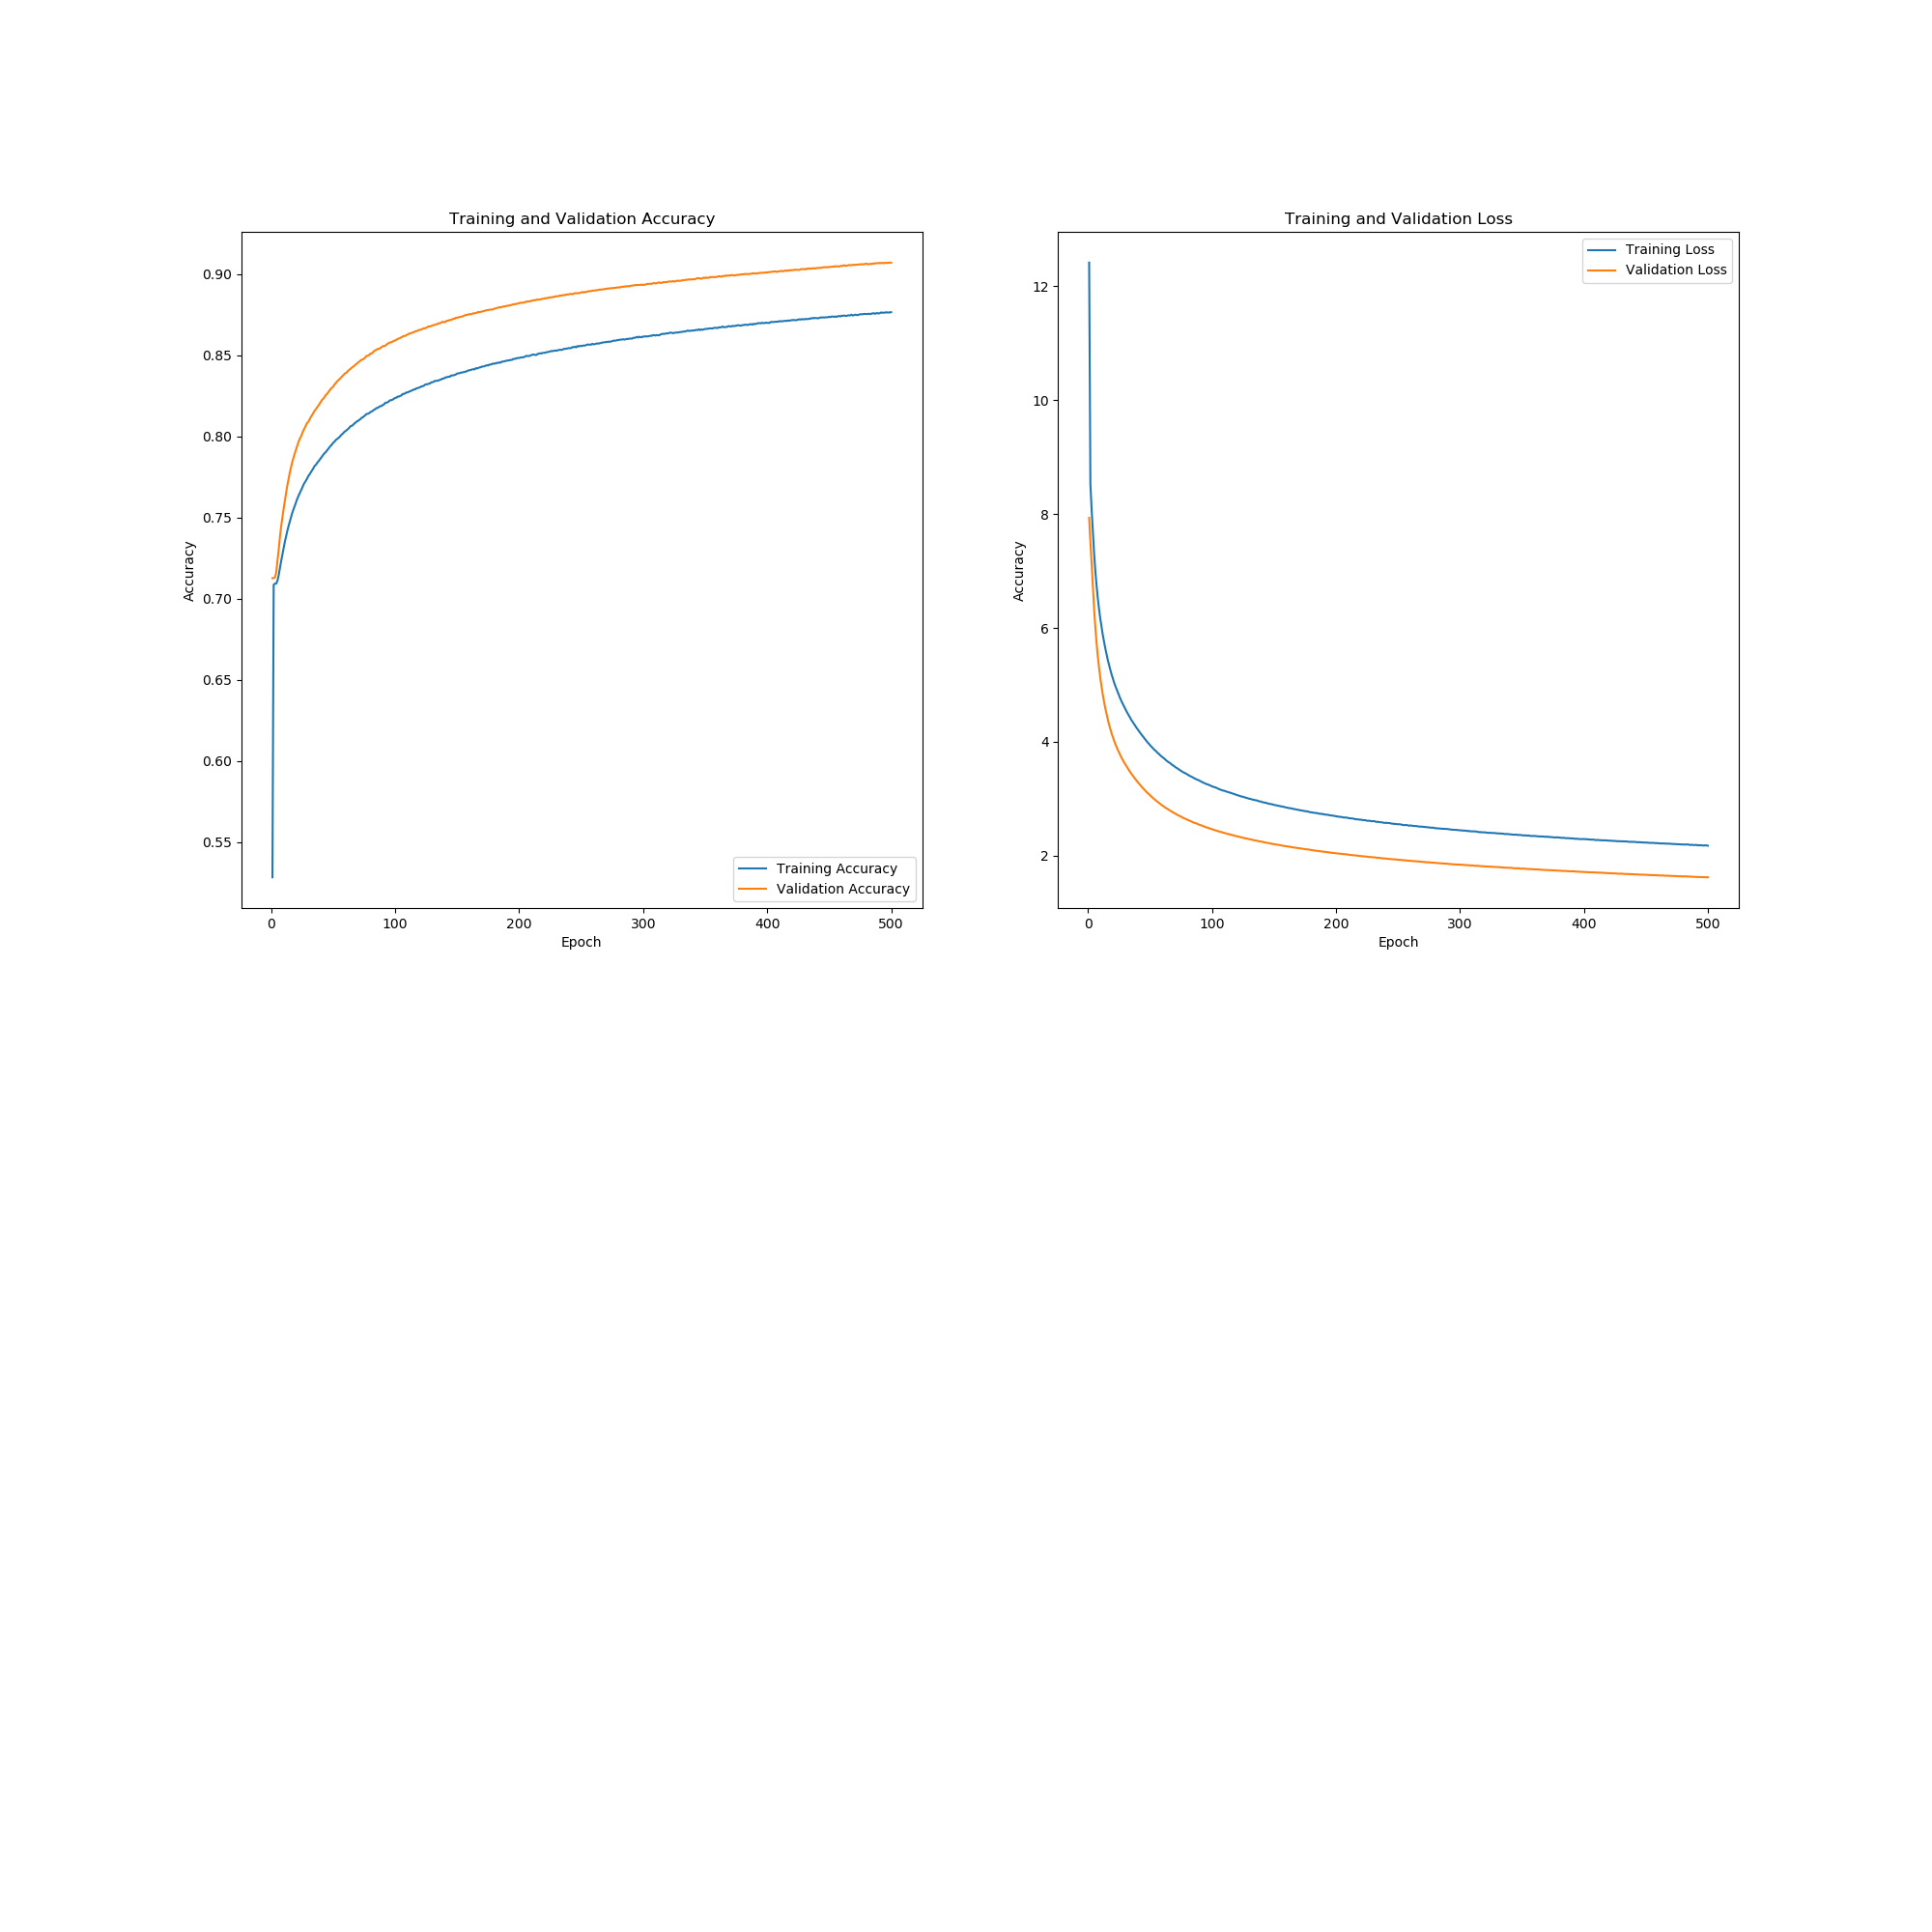 Training and Validation Accuracy
Accuracy
0.90
0.85
0.80
0.75
0.70
0.65
0.60
0.55
Training Accuracy
Validation Accuracy
0 100 200 300 400 500
Epoch
Training and Validation Loss
Accuracy
12
10
8
6
4
2
Training Loss
Validation Loss
0 100 200 300 400 500
Epoch